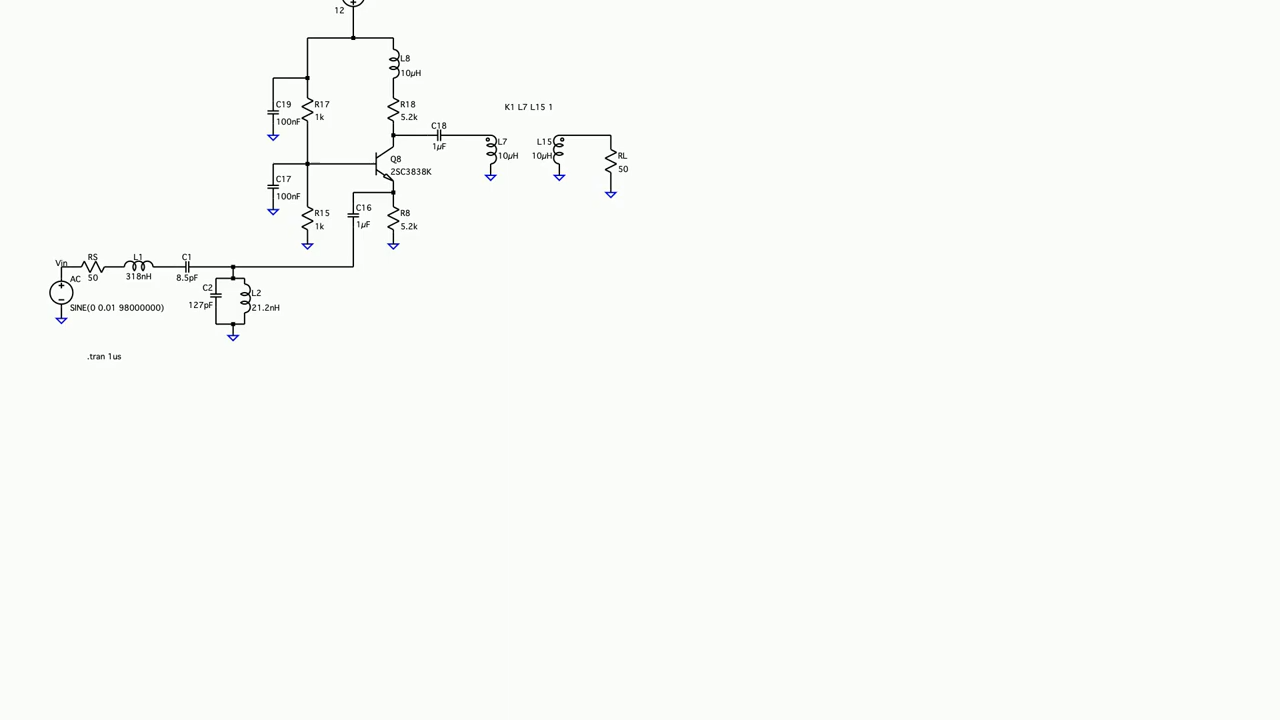 12
L8
10µH
C19
100nF
R17
1k
R18
5.2k
K1 L7 L15 1
C18
1µF
L7
10µH
L15
10µH
RL
50
Q8
2SC3838K
C17
100nF
R15
1k
C16
1µF
R8
5.2k
Vin
RS
50
L1
318nH
C1
8.5pF
AC
SINE(0 0.01 98000000)
C2
127pF
L2
21.2nH
.tran 1us